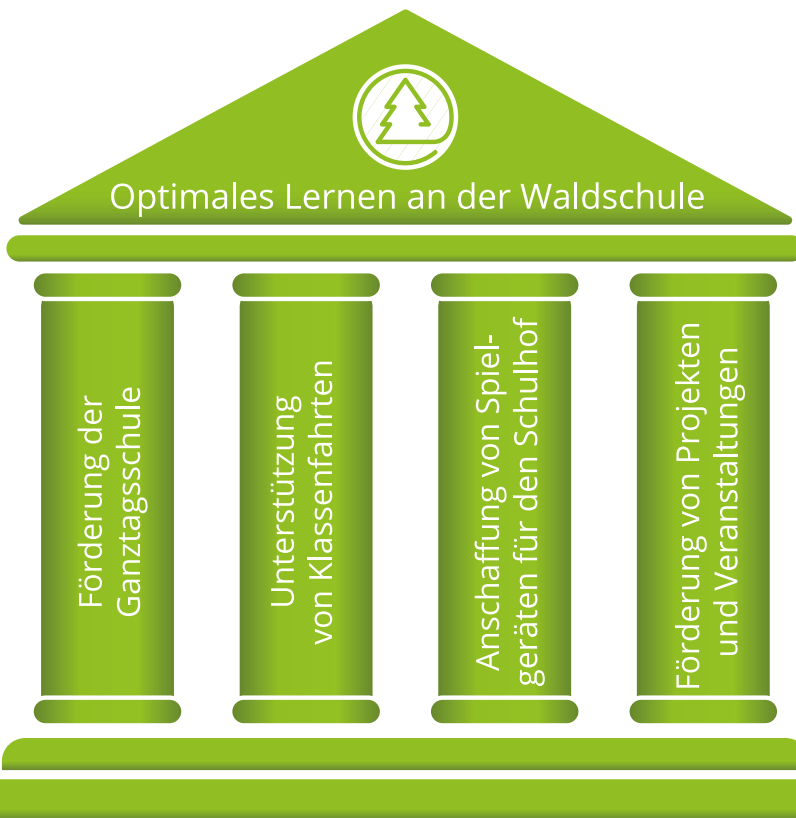 Optimales Lernen an der Waldschule
Förderung der
Ganztagsschule
Unterstützung
von Klassenfahrten
Anschaffung von Spiel-
geräten für den Schulhof
Förderung von Projekten
und Veranstaltungen